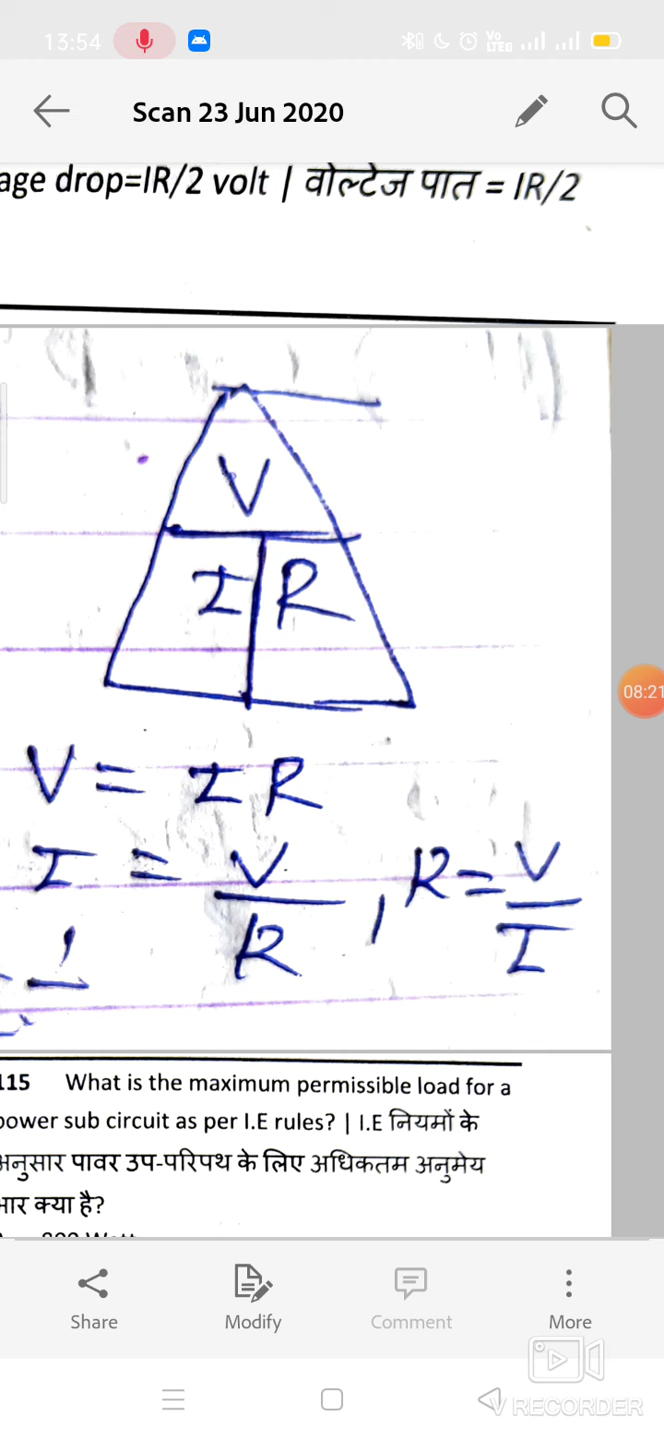 13:54
Vo
LTE
Scan 23 Jun 2020
age drop=IR/2 volt | वोल्टेज पात = IR/2
V
I R
08:21
V = IR
I = V/R, R = V/I
115 What is the maximum permissible load for a
power sub circuit as per I.E rules? | I.E नियमों के
अनुसार पावर उप-परिपथ के लिए अधिकतम अनुमेय
भार क्या है?
Share Modify Comment More
V RECORDER